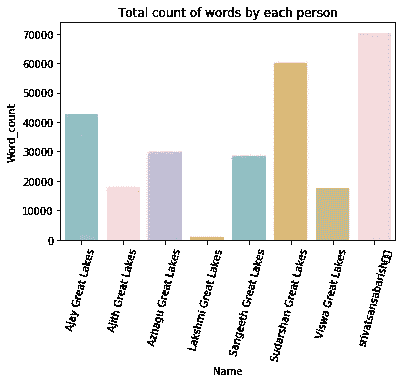 Total count of words by each person
Word_count
70000
60000
50000
40000
30000
20000
10000
0
Ajay Great Lakes
Ajith Great Lakes
Azhagu Great Lakes
Lakshmi Great Lakes
Sangeeth Great Lakes
Sudarshan Great Lakes
Viswa Great Lakes
srivatsansabarish
Name